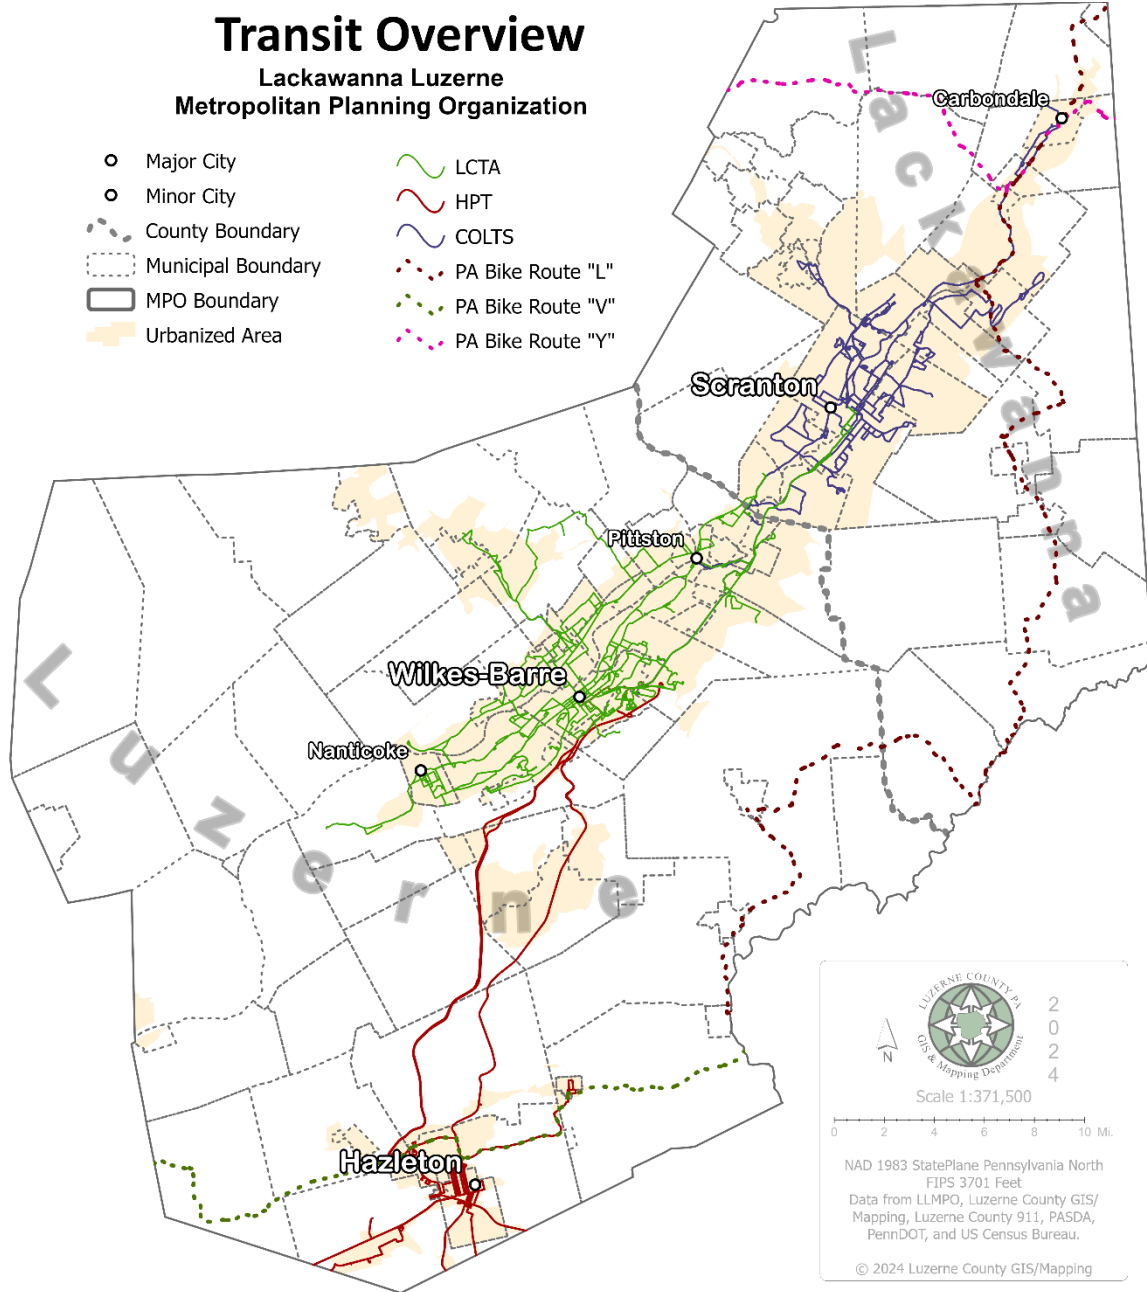 Transit Overview
Lackawanna Luzerne
Metropolitan Planning Organization
Major City
Minor City
County Boundary
Municipal Boundary
MPO Boundary
Urbanized Area
LCTA
HPT
COLTS
PA Bike Route "L"
PA Bike Route "V"
PA Bike Route "Y"
Lackawanna
Carbondale
Scranton
Pittston
Wilkes-Barre
Nanticoke
Luzerne
Hazleton
LUZERNE COUNTY PA
GIS & Mapping Department
2024
N
Scale 1:371,500
0 2 4 6 8 10 Mi.
NAD 1983 StatePlane Pennsylvania North
FIPS 3701 Feet
Data from LLMPO, Luzerne County GIS/
Mapping, Luzerne County 911, PASDA,
PennDOT, and US Census Bureau.
© 2024 Luzerne County GIS/Mapping